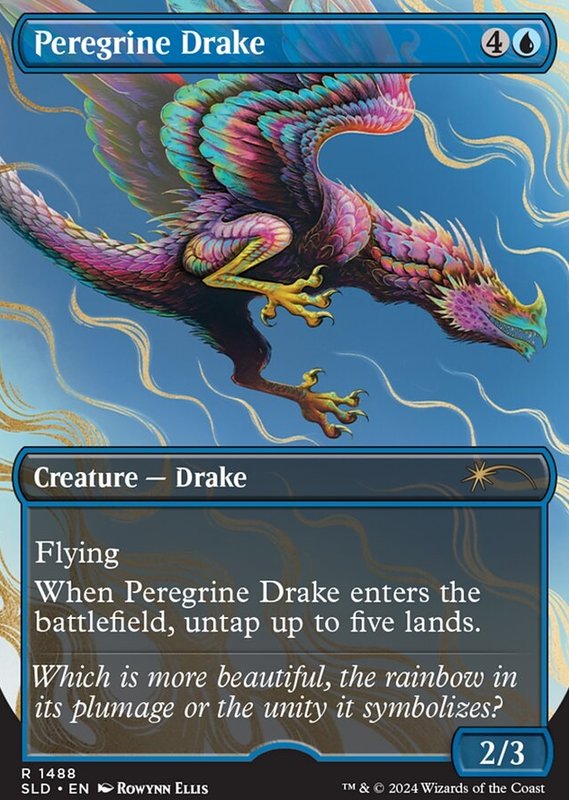 Peregrine Drake 4
Creature — Drake
Flying
When Peregrine Drake enters the
battlefield, untap up to five lands.
Which is more beautiful, the rainbow in
its plumage or the unity it symbolizes?
2/3
R 1488
SLD • EN Rowynn Ellis
™ & © 2024 Wizards of the Coast